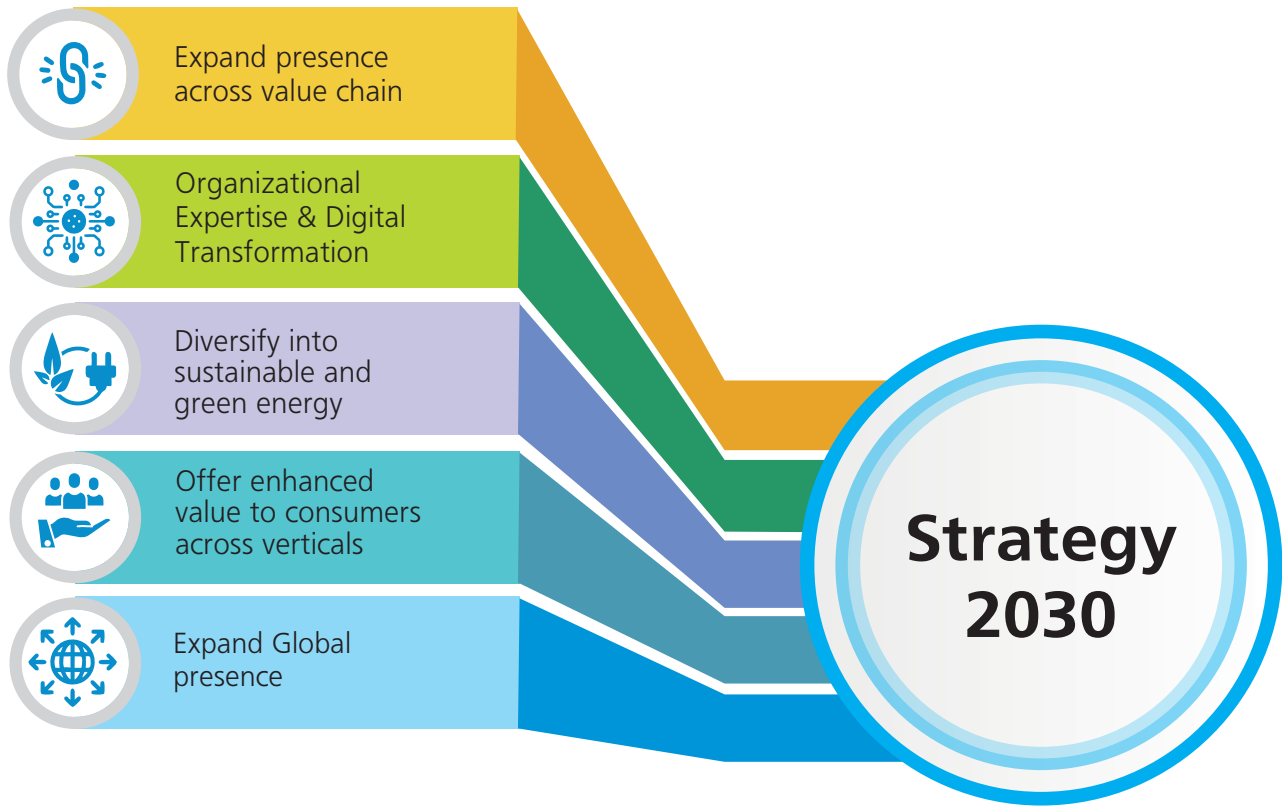 Expand presence
across value chain
Organizational
Expertise & Digital
Transformation
Diversify into
sustainable and
green energy
Offer enhanced
value to consumers
across verticals
Expand Global
presence
Strategy
2030